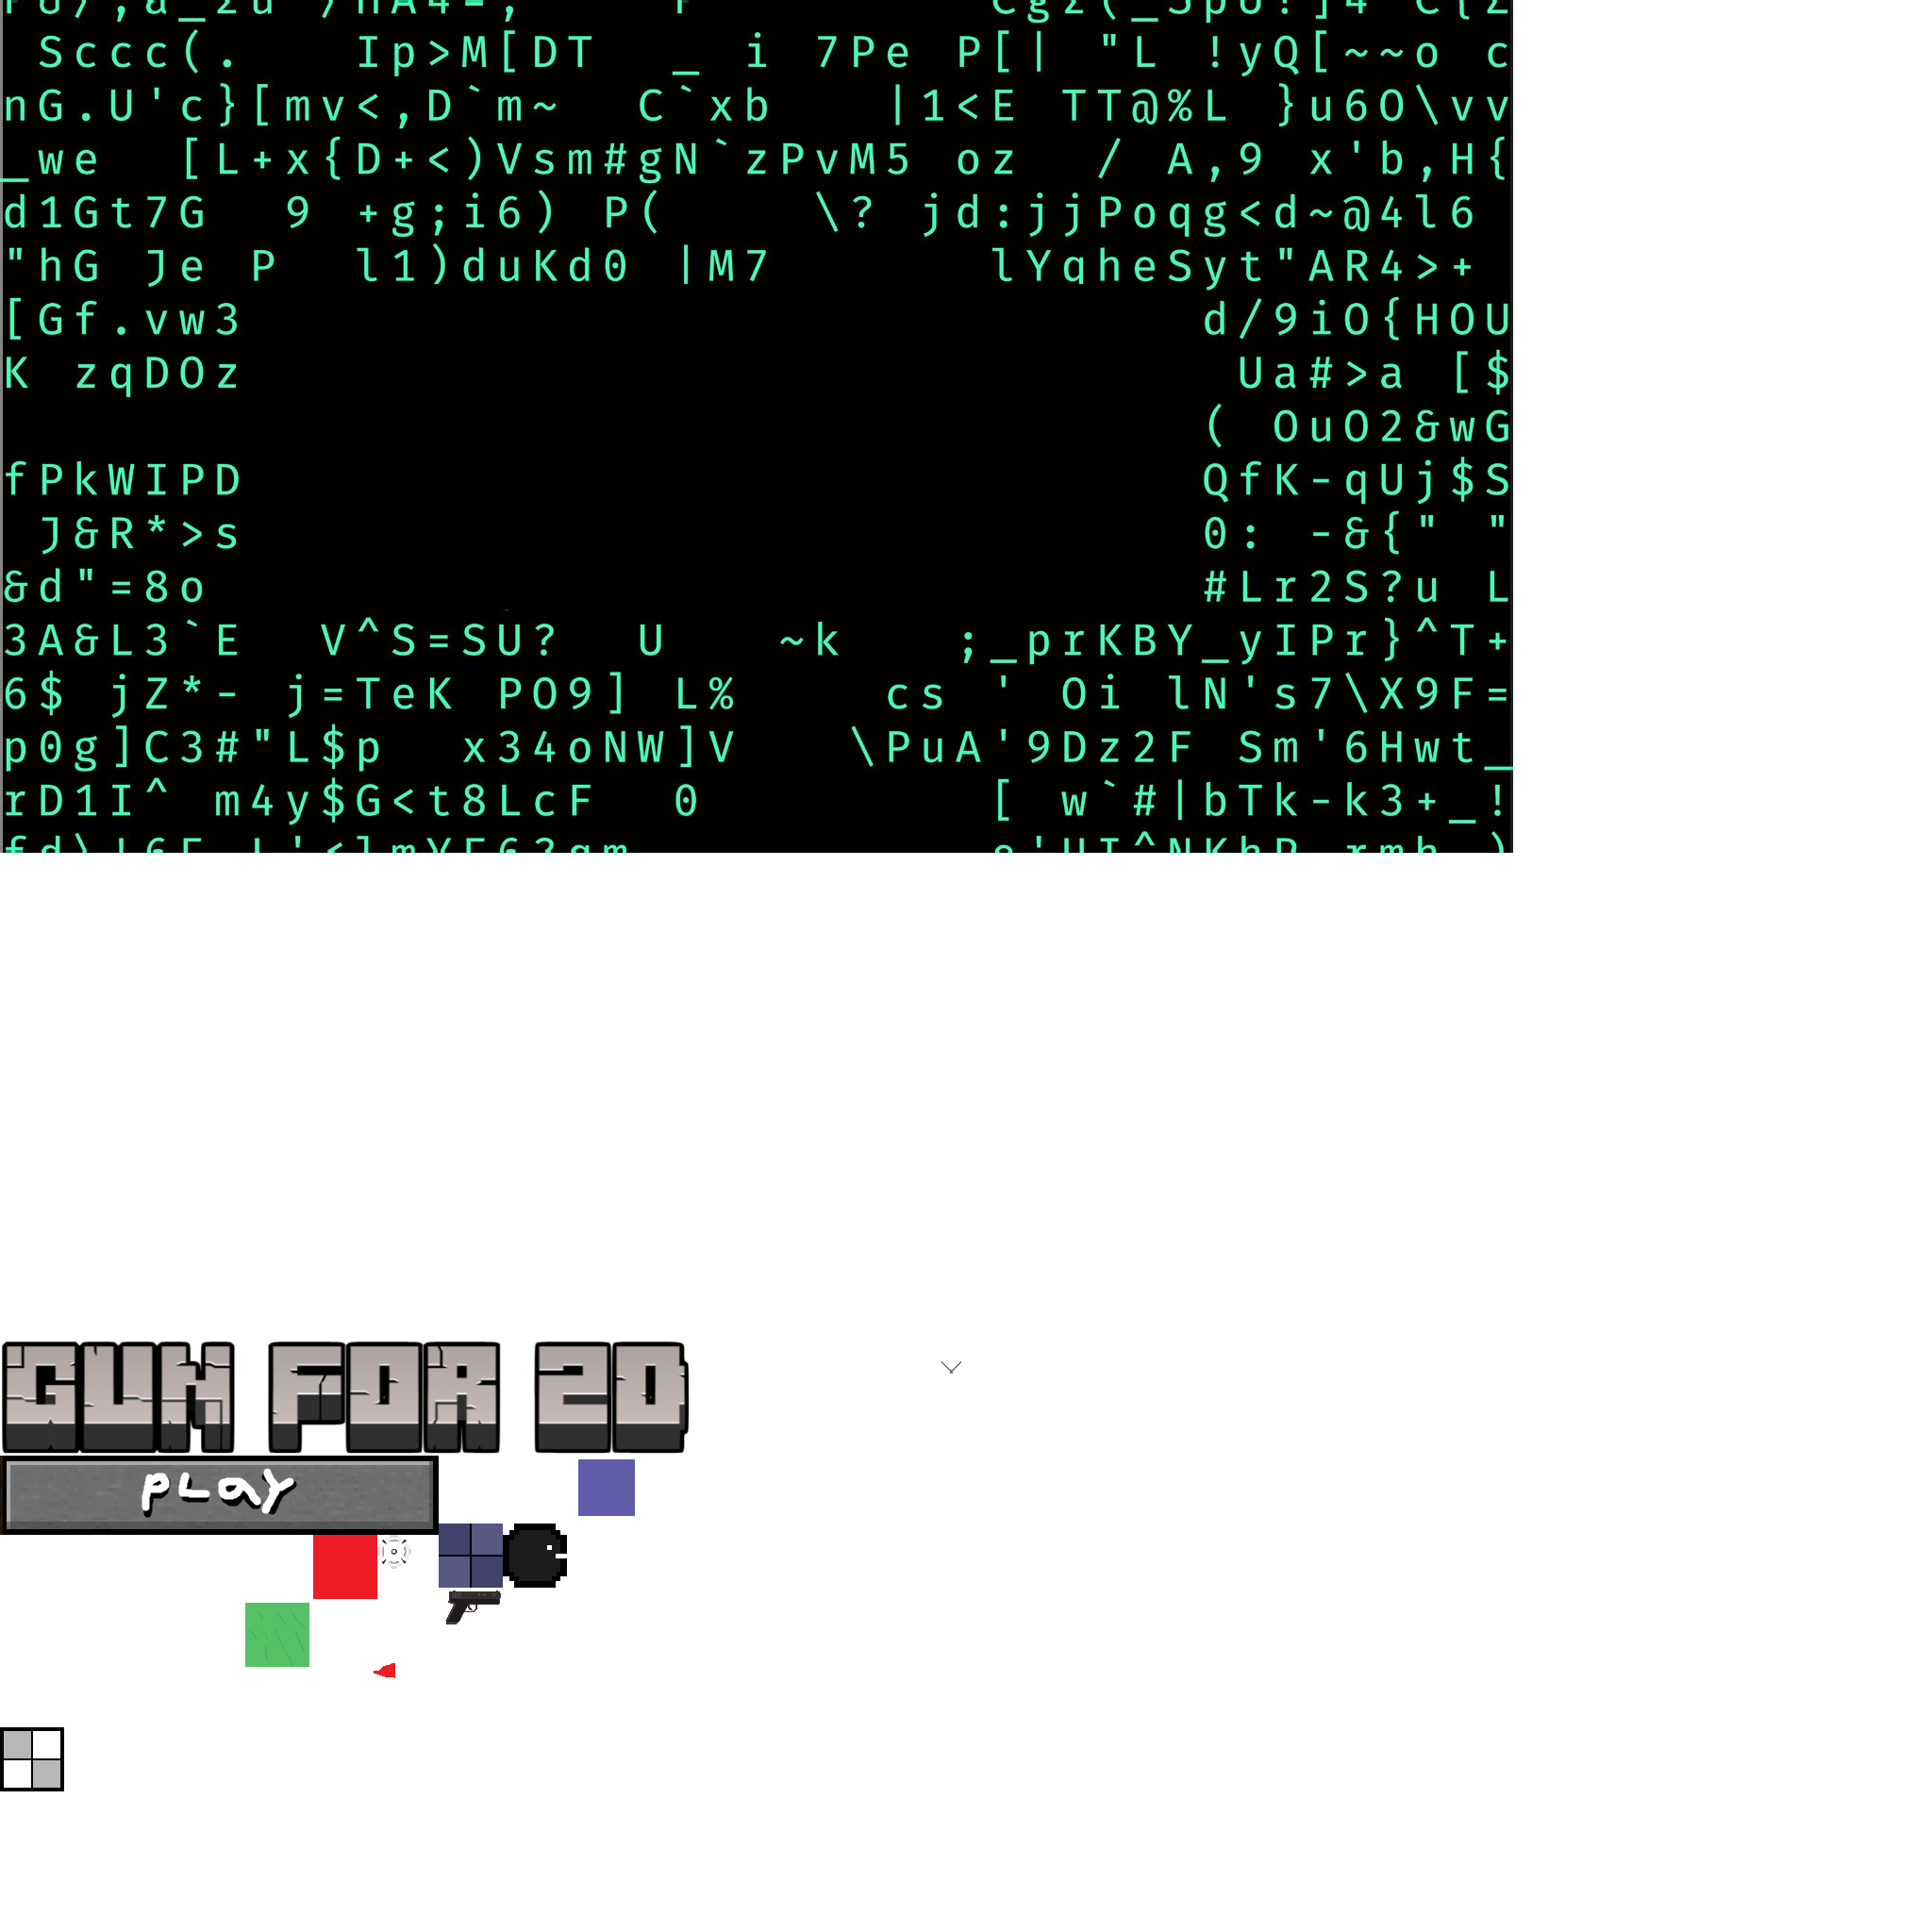 Sccc(.   Ip>M[DT  _ i 7Pe P[| "L !yQ[~~o c
nG.U'c}[mv<,D`m~  C`xb   |1<E TT@%L }u6O\vv
_we  [L+x{D+<)Vsm#gN`zPvM5 oz  / A,9 x'b,H{
d1Gt7G  9 +g;i6) P(    \? jd:jjPoqg<d~@4l6
"hG Je P  l1)duKd0 |M7      lYqheSyt"AR4>+
[Gf.vw3                           d/9iO{HOU
K zqDOz                            Ua#>a [$
( OuO2&wG
fPkWIPD                           QfK-qUj$S
J&R*>s                           0: -&{" "
&d"=8o                            #Lr2S?u L
3A&L3`E  V^S=SU?  U   ~k   ;_prKBY_yIPr}^T+
6$ jZ*- j=TeK PO9] L%    cs ' Oi lN's7\X9F=
p0g]C3#"L$p  x34oNW]V   \PuA'9Dz2F Sm'6Hwt_
rD1I^ m4y$G<t8LcF  0        [ w`#|bTk-k3+_!
GUN FOR 2D
PLAY